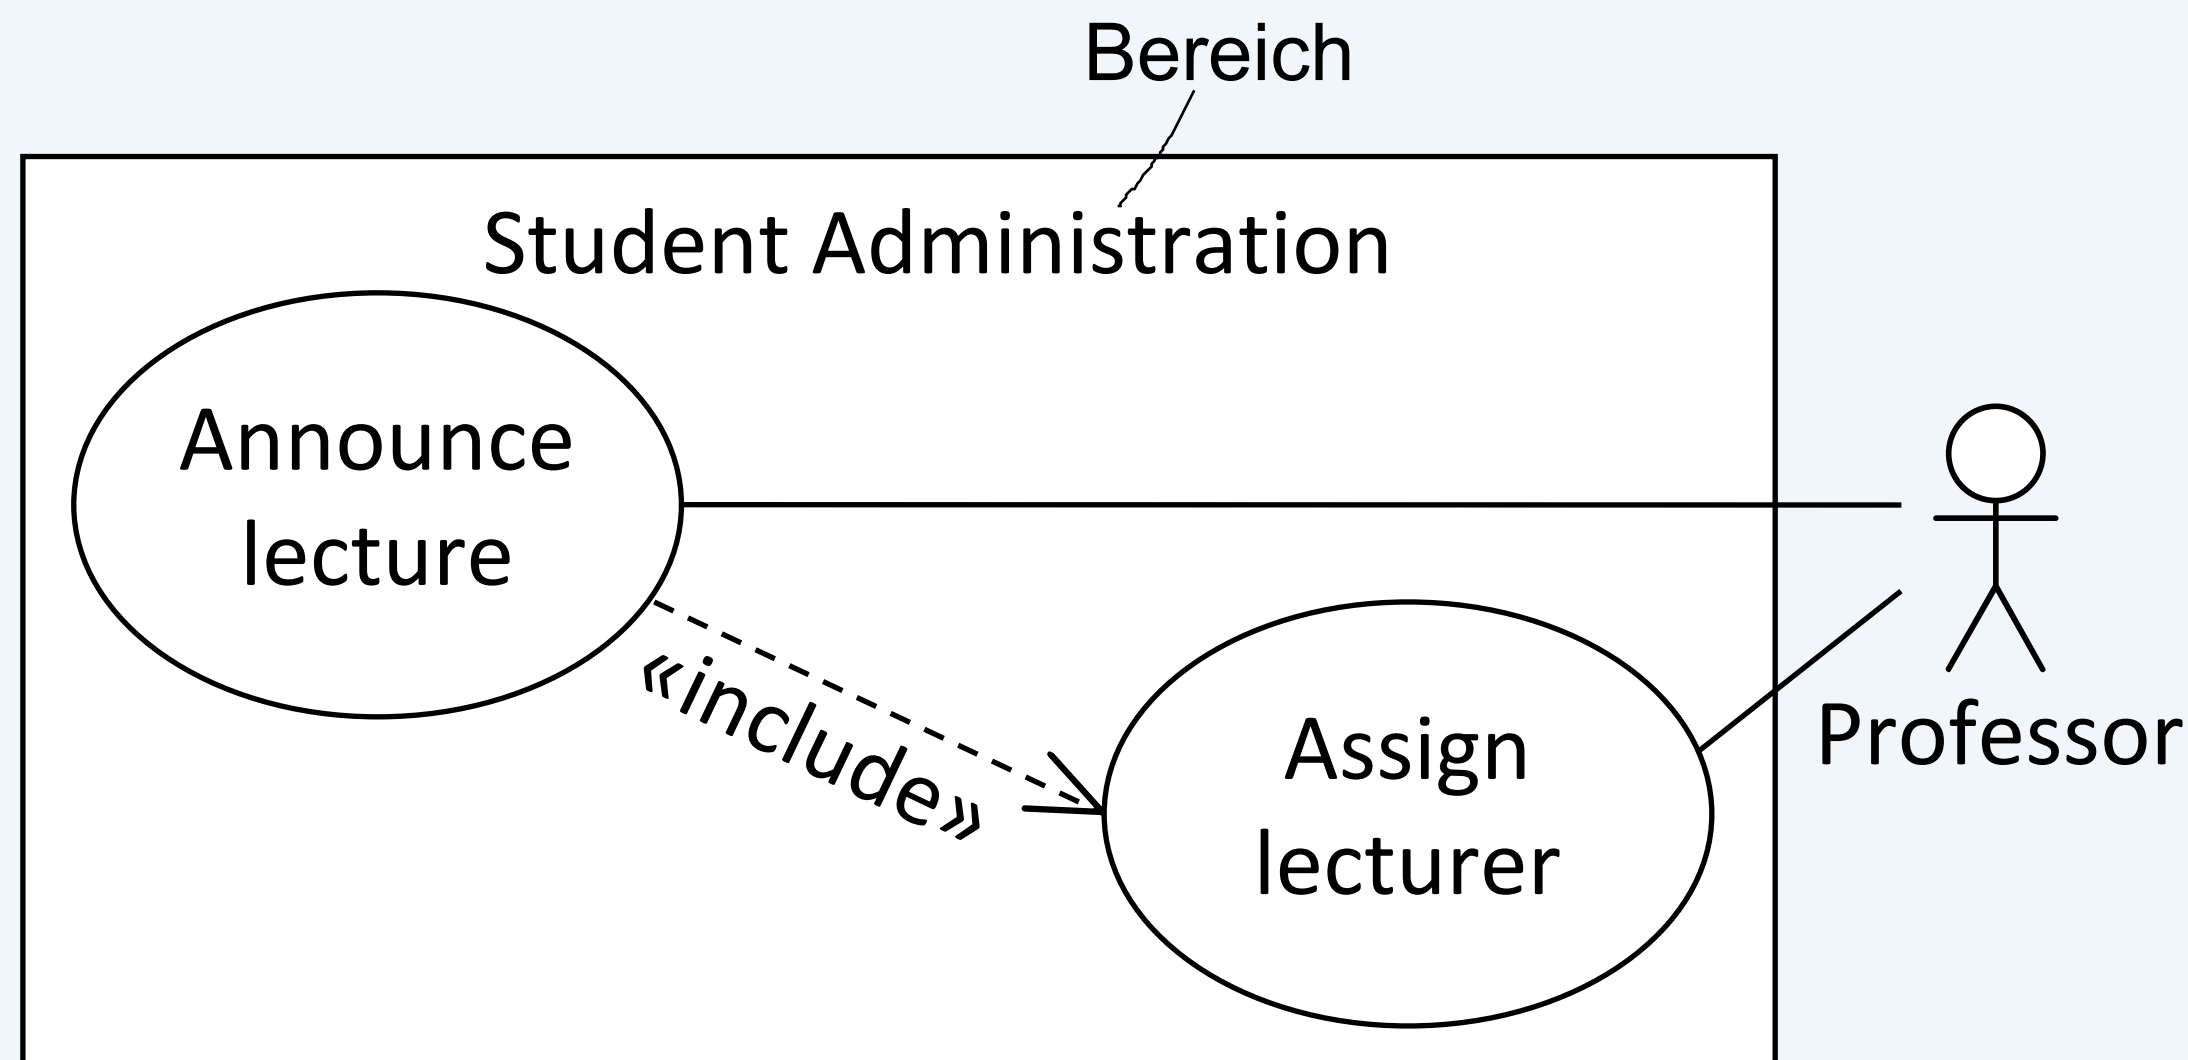 Bereich
Student Administration
Announce
lecture
«include»
Assign
lecturer
Professor